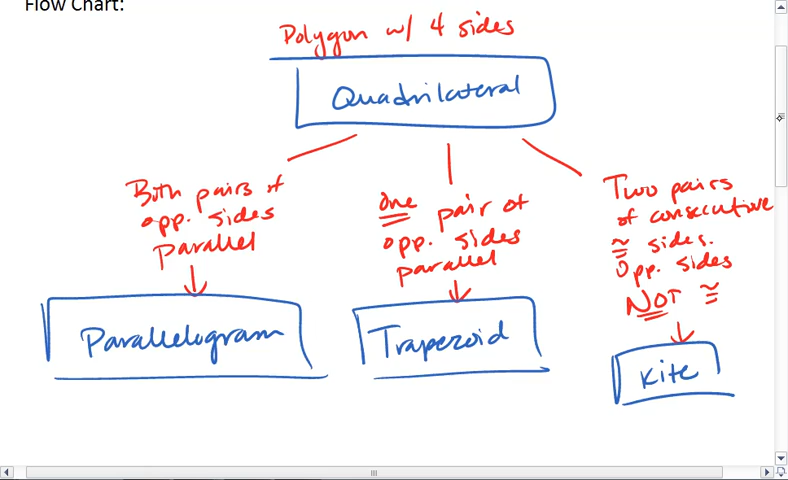 Flow Chart:
Polygon w/ 4 sides
Quadrilateral
Both pairs of
opp. sides
parallel
Parallelogram
one pair of
opp. sides
parallel
Trapezoid
Two pairs
of consecutive
≅ sides.
Opp. sides
NOT ≅
Kite